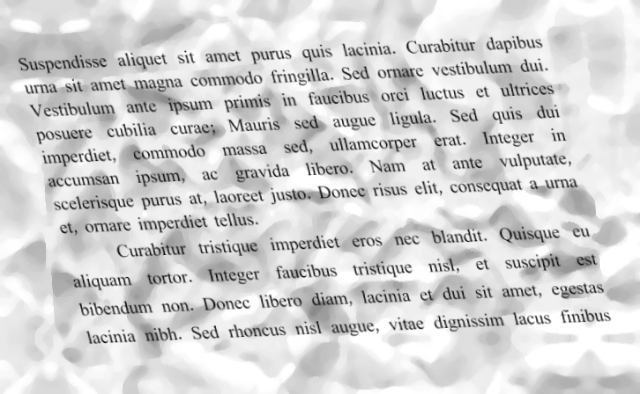 Suspendisse aliquet sit amet purus quis lacinia. Curabitur dapibus
urna sit amet magna commodo fringilla. Sed ornare vestibulum dui.
Vestibulum ante ipsum primis in faucibus orci luctus et ultrices
posuere cubilia curae; Mauris sed augue ligula. Sed quis dui
imperdiet, commodo massa sed, ullamcorper erat. Integer in
accumsan ipsum, ac gravida libero. Nam at ante vulputate,
scelerisque purus at, laoreet justo. Donec risus elit, consequat a urna
et, ornare imperdiet tellus.
Curabitur tristique imperdiet eros nec blandit. Quisque eu
aliquam tortor. Integer faucibus tristique nisl, et suscipit est
bibendum non. Donec libero diam, lacinia et dui sit amet, egestas
lacinia nibh. Sed rhoncus nisl augue, vitae dignissim lacus finibus